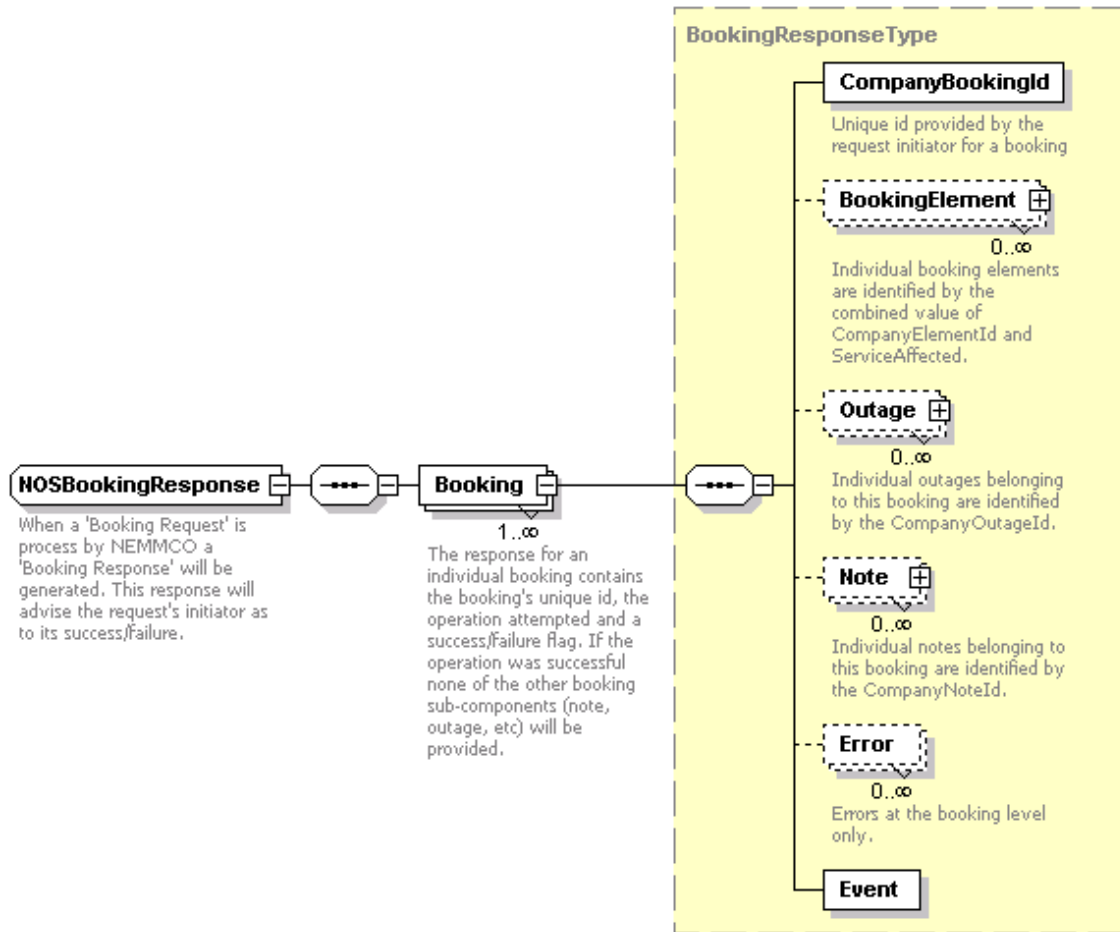 BookingResponseType
CompanyBookingId
Unique id provided by the
request initiator for a booking
BookingElement
0..∞
Individual booking elements
are identified by the
combined value of
CompanyElementId and
ServiceAffected.
Outage
0..∞
Individual outages belonging
to this booking are identified
by the CompanyOutageId.
NOSBookingResponse
When a 'Booking Request' is
process by NEMMCO a
'Booking Response' will be
generated. This response will
advise the request's initiator as
to its success/failure.
Booking
1..∞
The response for an
individual booking contains
the booking's unique id, the
operation attempted and a
success/failure flag. If the
operation was successful
none of the other booking
sub-components (note,
outage, etc) will be
provided.
Note
0..∞
Individual notes belonging to
this booking are identified by
the CompanyNoteId.
Error
0..∞
Errors at the booking level
only.
Event